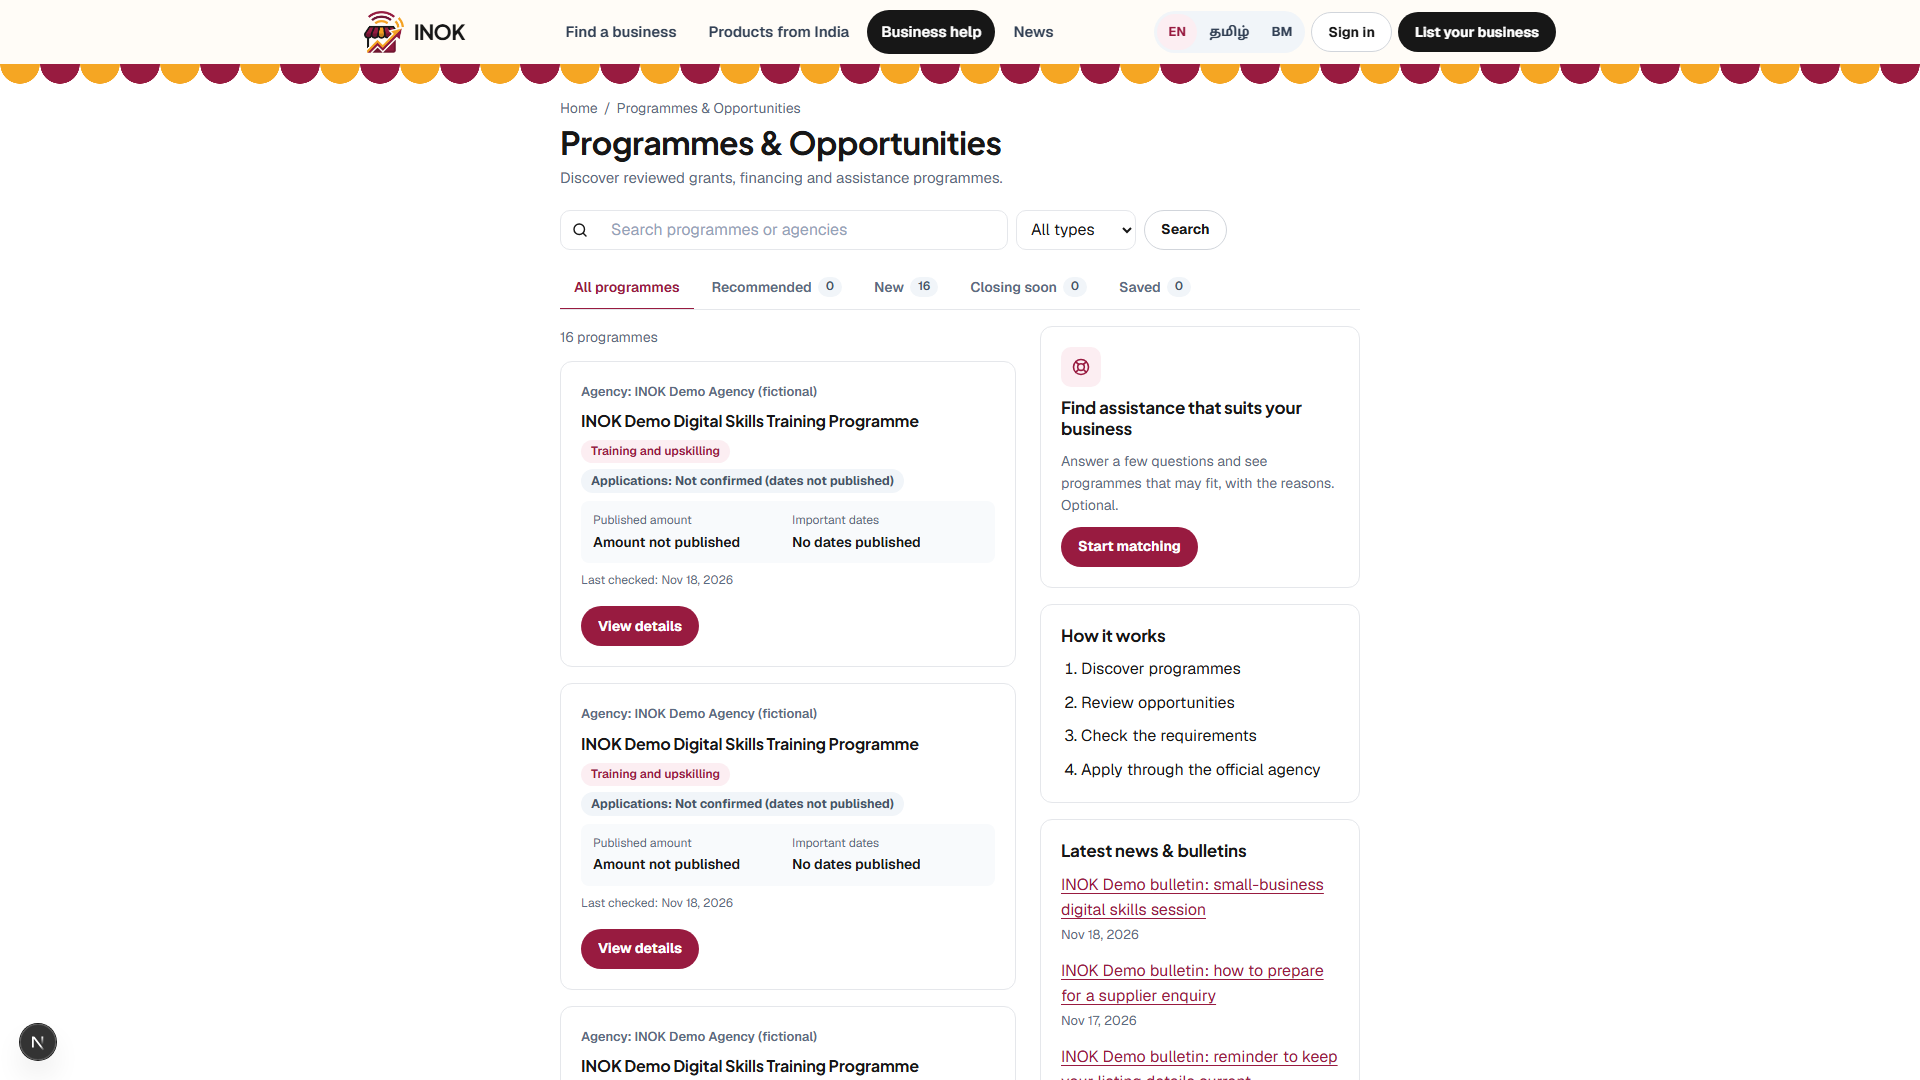 INOK
Find a business
Products from India
Business help
News
EN
தமிழ்
BM
Sign in
List your business
Home / Programmes & Opportunities
Programmes & Opportunities
Discover reviewed grants, financing and assistance programmes.
Search programmes or agencies
All types
Search
All programmes
Recommended 0
New 16
Closing soon 0
Saved 0
16 programmes
Agency: INOK Demo Agency (fictional)
INOK Demo Digital Skills Training Programme
Training and upskilling
Applications: Not confirmed (dates not published)
Published amount
Important dates
Amount not published
No dates published
Last checked: Nov 18, 2026
View details
Agency: INOK Demo Agency (fictional)
INOK Demo Digital Skills Training Programme
Training and upskilling
Applications: Not confirmed (dates not published)
Published amount
Important dates
Amount not published
No dates published
Last checked: Nov 18, 2026
View details
Agency: INOK Demo Agency (fictional)
INOK Demo Digital Skills Training Programme
Find assistance that suits your
business
Answer a few questions and see
programmes that may fit, with the reasons.
Optional.
Start matching
How it works
1. Discover programmes
2. Review opportunities
3. Check the requirements
4. Apply through the official agency
Latest news & bulletins
INOK Demo bulletin: small-business
digital skills session
Nov 18, 2026
INOK Demo bulletin: how to prepare
for a supplier enquiry
Nov 17, 2026
INOK Demo bulletin: reminder to keep
your listing details current
N